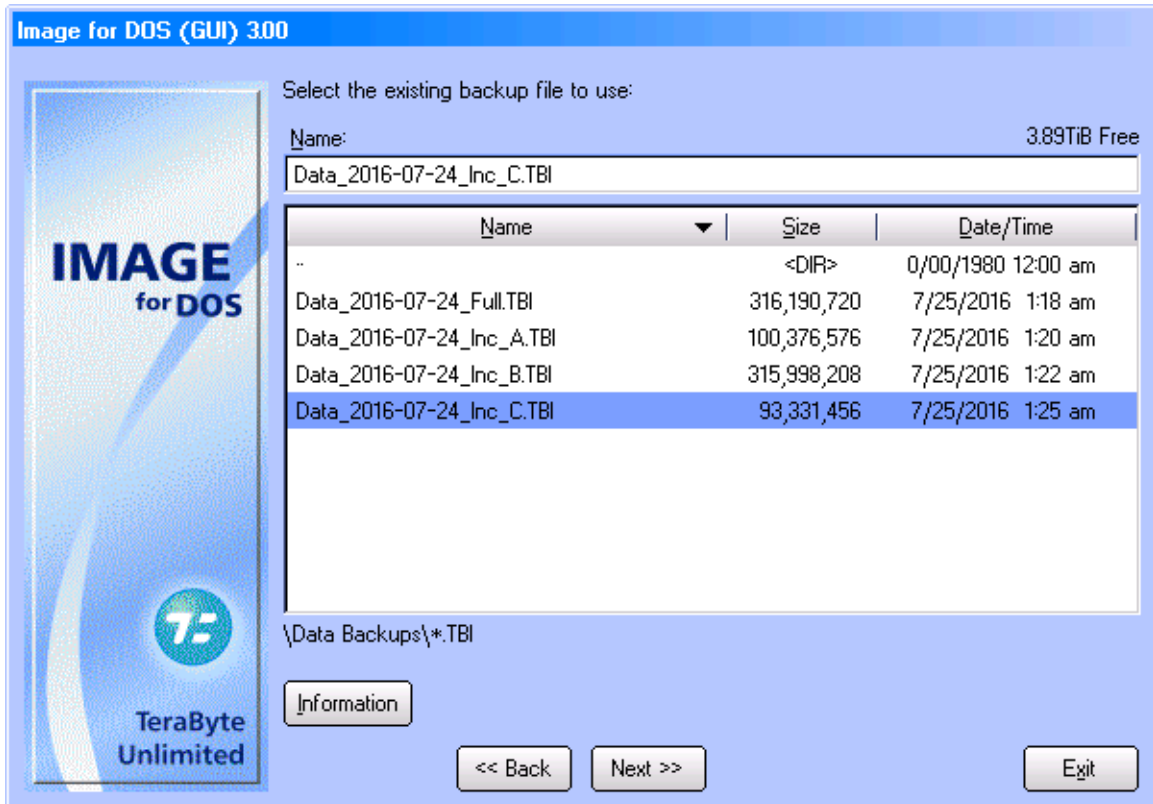 Image for DOS (GUI) 3.00
Select the existing backup file to use:
Name: 3.89TiB Free
Data_2016-07-24_Inc_C.TBI
Name Size Date/Time
.. <DIR> 0/00/1980 12:00 am
Data_2016-07-24_Full.TBI 316,190,720 7/25/2016 1:18 am
Data_2016-07-24_Inc_A.TBI 100,376,576 7/25/2016 1:20 am
Data_2016-07-24_Inc_B.TBI 315,998,208 7/25/2016 1:22 am
Data_2016-07-24_Inc_C.TBI 93,331,456 7/25/2016 1:25 am
IMAGE
for DOS
\Data Backups\*.TBI
Information
TeraByte
Unlimited
<< Back Next >> Exit